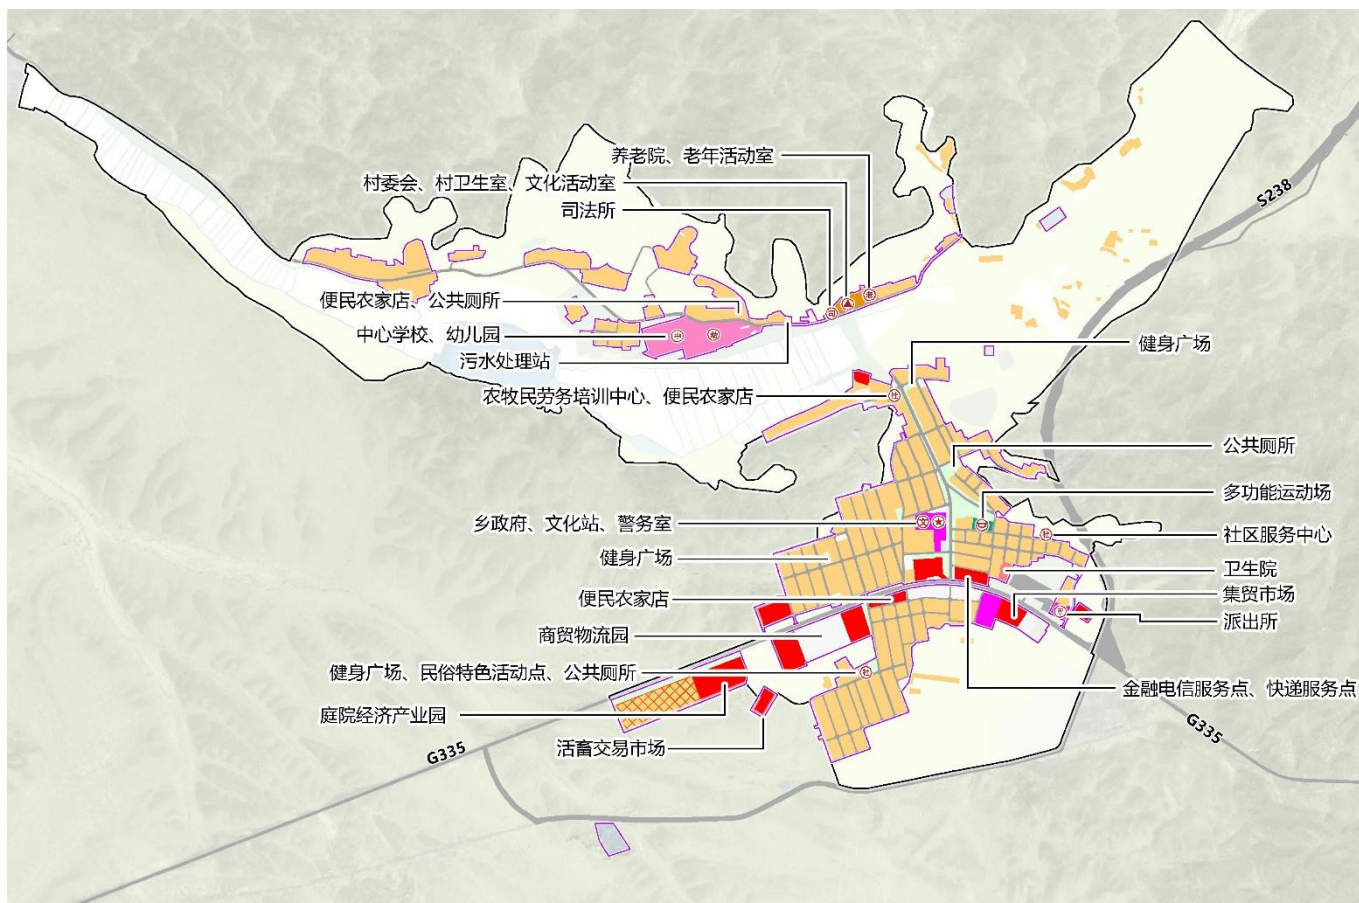 养老院、老年活动室
村委会、村卫生室、文化活动室
S238
司法所
便民农家店、公共厕所
中心学校、幼儿园
污水处理站
健身广场
农牧民劳务培训中心、便民农家店
公共厕所
多功能运动场
乡政府、文化站、警务室
社区服务中心
健身广场
卫生院
便民农家店
集贸市场
派出所
商贸物流园
健身广场、民俗特色活动点、公共厕所
金融电信服务点、快递服务点
庭院经济产业园
G335
活畜交易市场
G335
司
老
中
幼
社
文
社
社